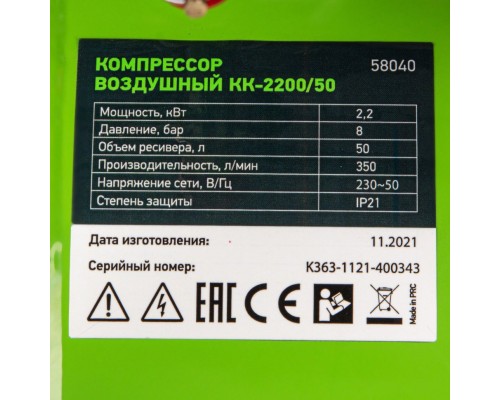 КОМПРЕССОР 58040
ВОЗДУШНЫЙ КК-2200/50
Мощность, кВт 2,2
Давление, бар 8
Объем ресивера, л 50
Производительность, л/мин 350
Напряжение сети, В/Гц 230~50
Степень защиты IP21
Дата изготовления: 11.2021
Серийный номер: К363-1121-400343
EAC CE Made in PRC